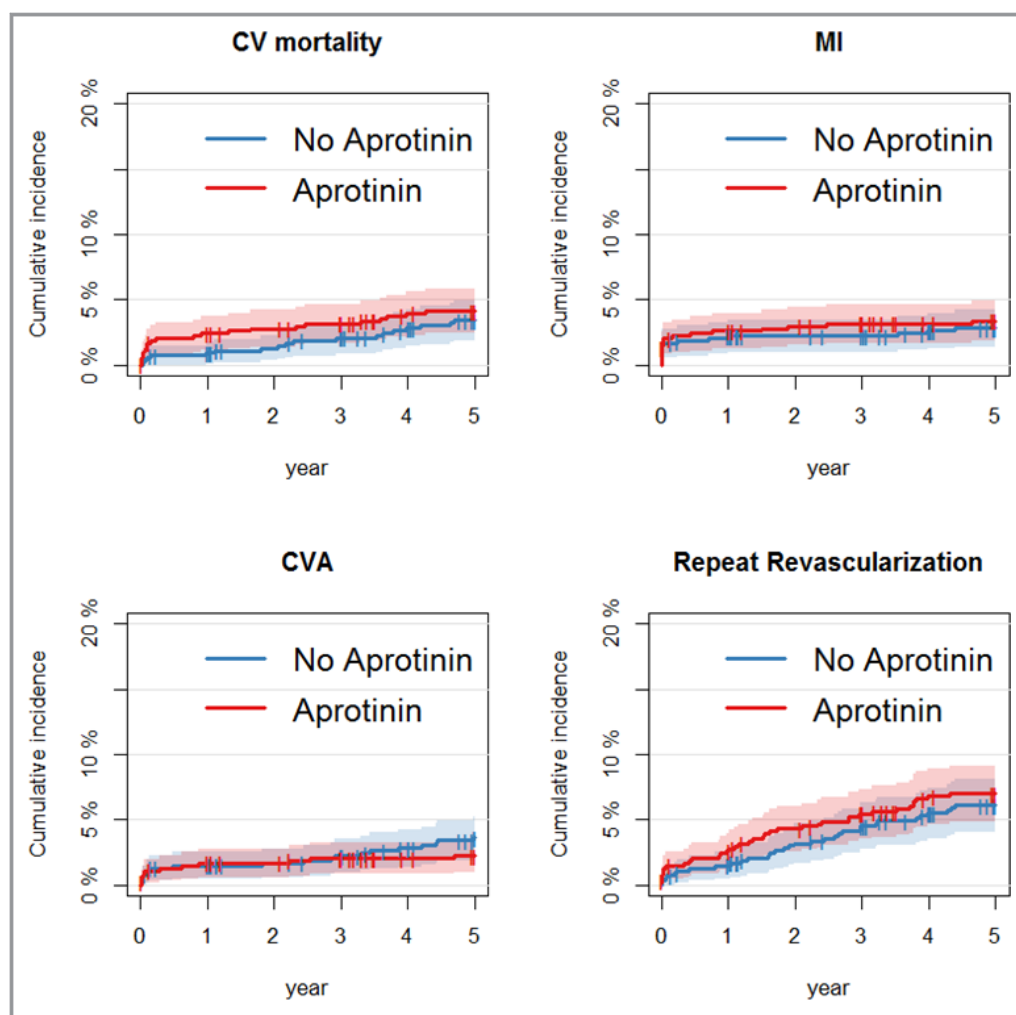 CV mortality
Cumulative incidence
0 %
5 %
10 %
20 %
No Aprotinin
Aprotinin
0 1 2 3 4 5
year
MI
Cumulative incidence
0 %
5 %
10 %
20 %
No Aprotinin
Aprotinin
0 1 2 3 4 5
year
CVA
Cumulative incidence
0 %
5 %
10 %
20 %
No Aprotinin
Aprotinin
0 1 2 3 4 5
year
Repeat Revascularization
Cumulative incidence
0 %
5 %
10 %
20 %
No Aprotinin
Aprotinin
0 1 2 3 4 5
year